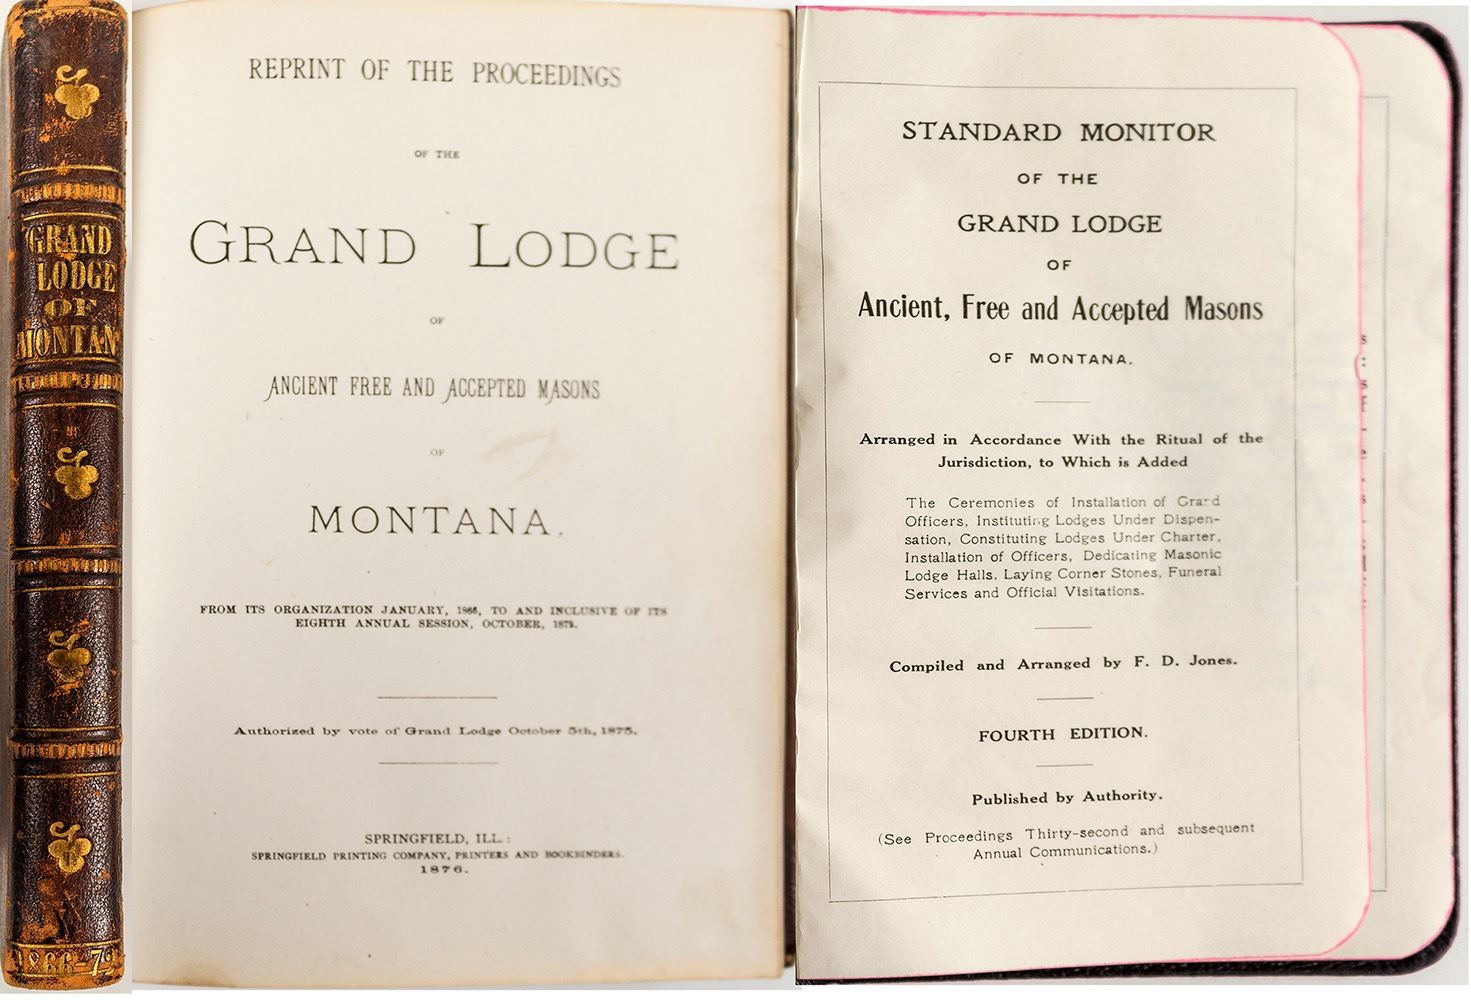 GRAND
LODGE
OF
MONTANA
1866-72
REPRINT OF THE PROCEEDINGS
OF THE
GRAND LODGE
OF
ANCIENT FREE AND ACCEPTED MASONS
OF
MONTANA.
FROM ITS ORGANIZATION JANUARY, 1866, TO AND INCLUSIVE OF ITS
EIGHTH ANNUAL SESSION, OCTOBER, 1872.
Authorized by vote of Grand Lodge October 5th, 1875.
SPRINGFIELD, ILL.:
SPRINGFIELD PRINTING COMPANY, PRINTERS AND BOOKBINDERS.
1876.
STANDARD MONITOR
OF THE
GRAND LODGE
OF
Ancient, Free and Accepted Masons
OF MONTANA.
Arranged in Accordance With the Ritual of the
Jurisdiction, to Which is Added
The Ceremonies of Installation of Grand
Officers, Instituting Lodges Under Dispen-
sation, Constituting Lodges Under Charter,
Installation of Officers, Dedicating Masonic
Lodge Halls, Laying Corner Stones, Funeral
Services and Official Visitations.
Compiled and Arranged by F. D. Jones.
FOURTH EDITION.
Published by Authority.
(See Proceedings Thirty-second and subsequent
Annual Communications.)